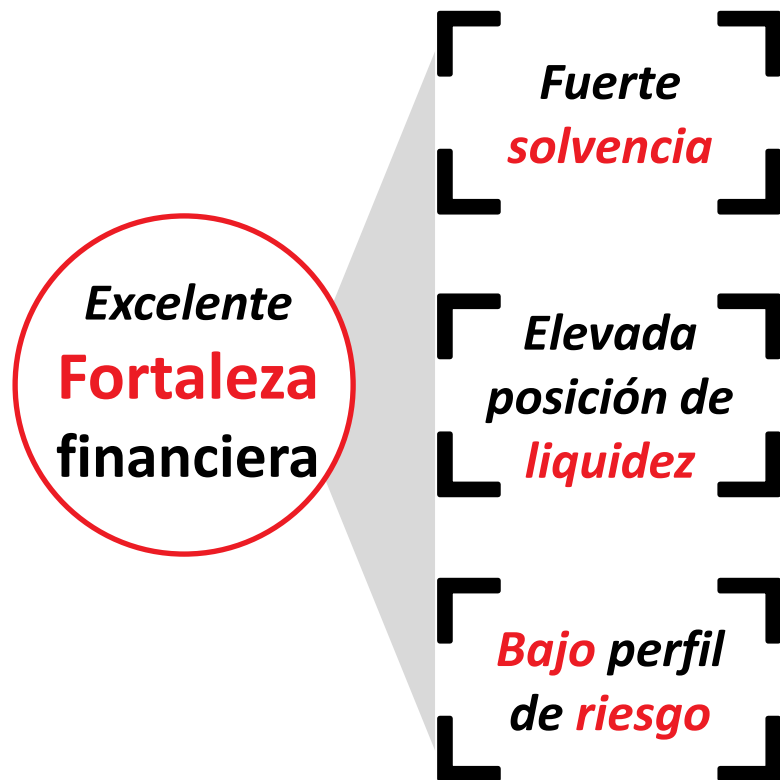 Fuerte
solvencia
Excelente
Fortaleza
financiera
Elevada
posición de
liquidez
Bajo perfil
de riesgo